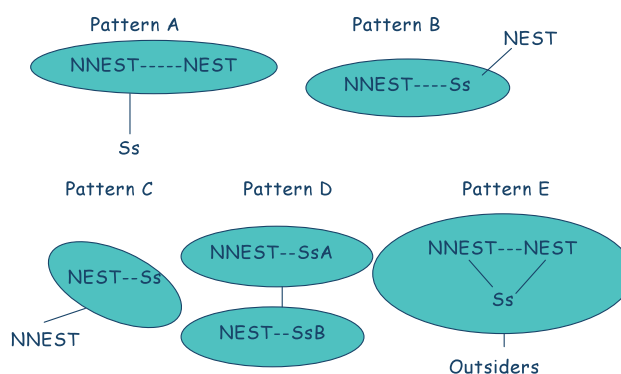 Pattern A
NNEST-----NEST
Ss
Pattern B
NEST
NNEST----Ss
Pattern C
NEST--Ss
NNEST
Pattern D
NNEST--SsA
NEST--SsB
Pattern E
NNEST---NEST
Ss
Outsiders